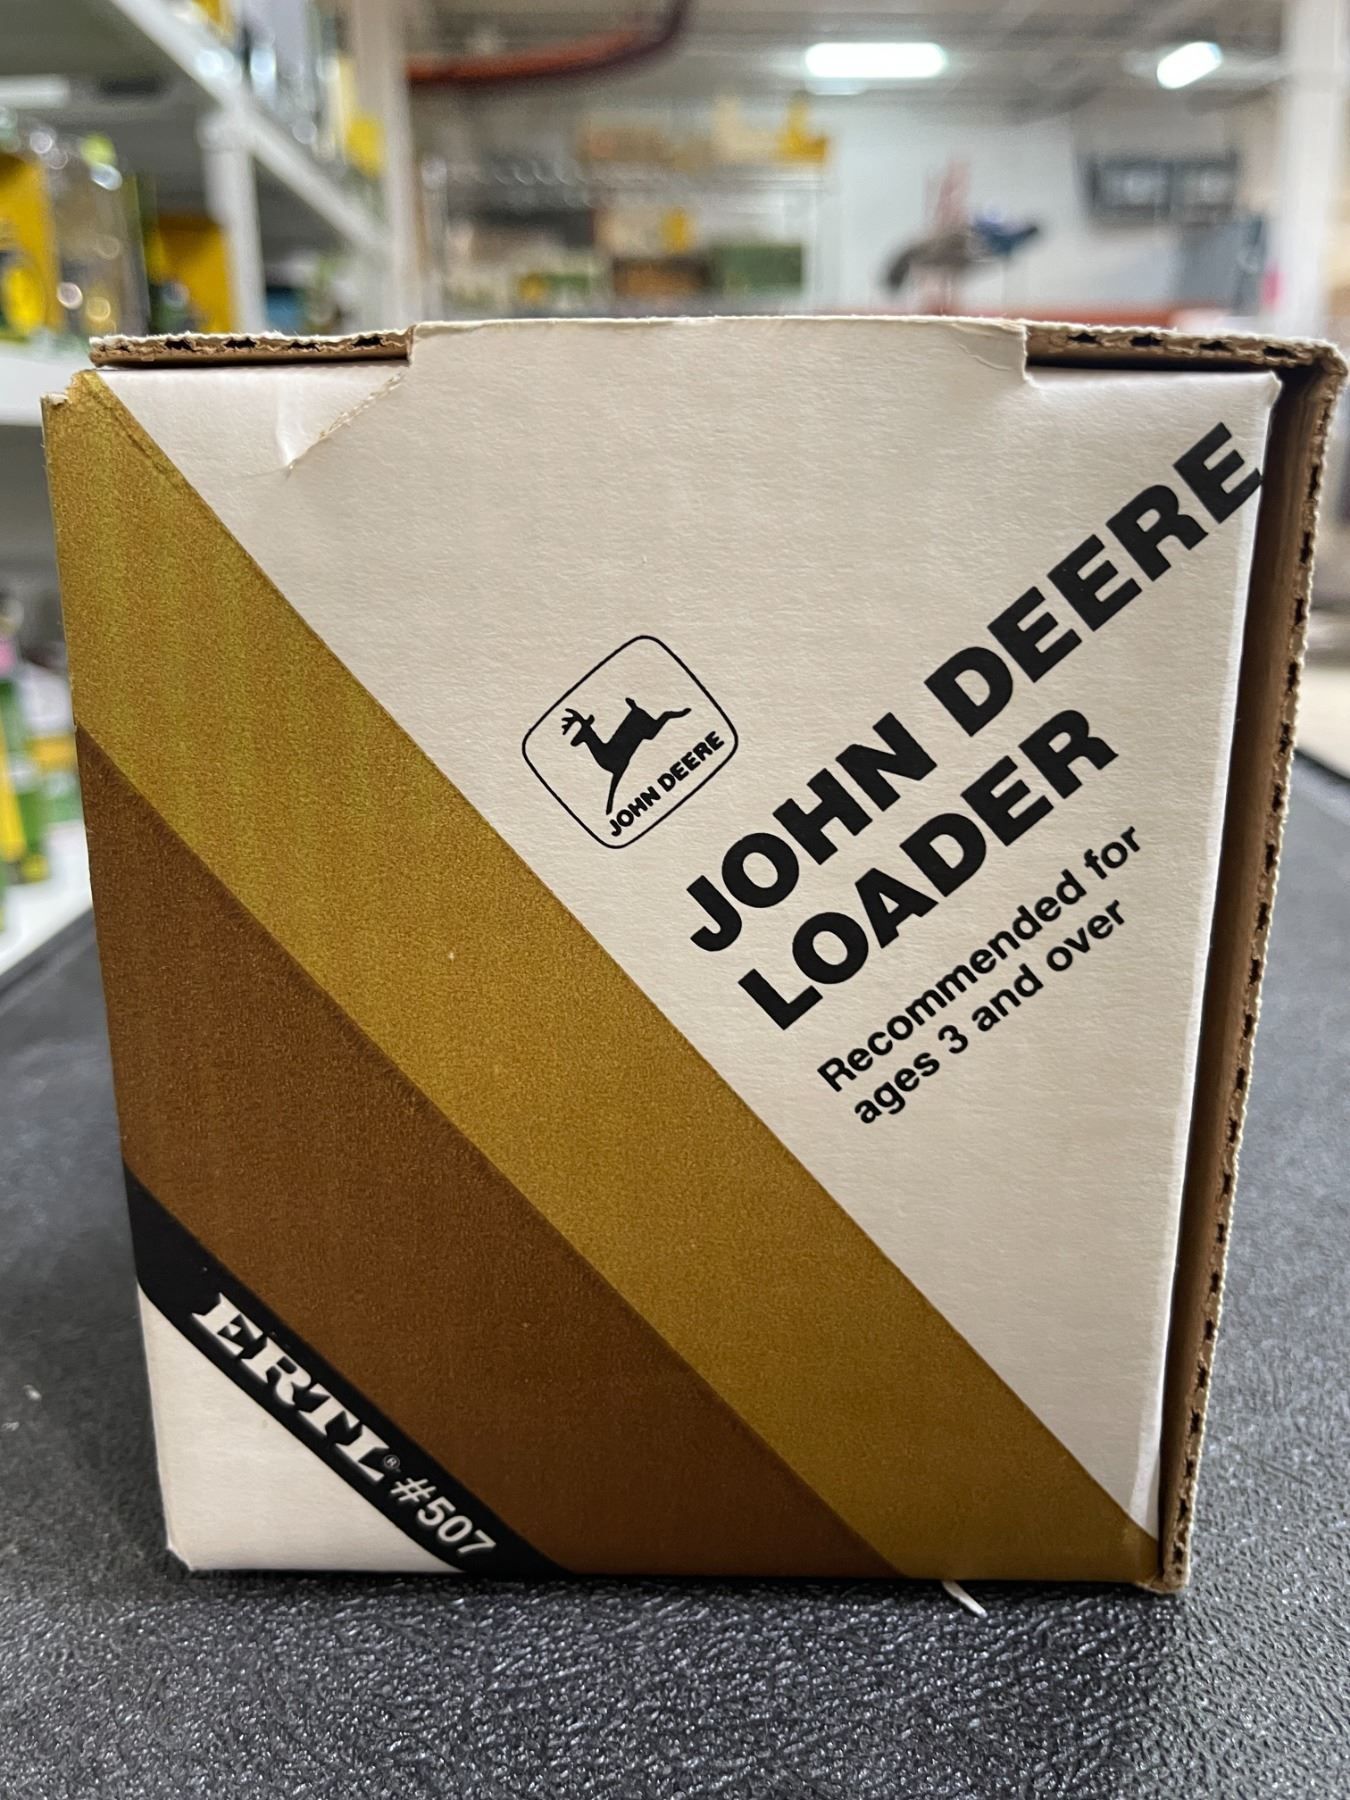 JOHN DEERE
JOHN DEERE
LOADER
Recommended for
ages 3 and over
ERTL® #507